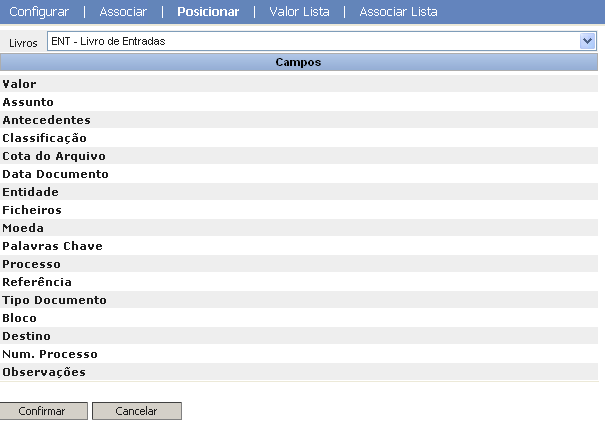 Configurar | Associar | Posicionar | Valor Lista | Associar Lista
Livros ENT - Livro de Entradas
Campos
Valor
Assunto
Antecedentes
Classificação
Cota do Arquivo
Data Documento
Entidade
Ficheiros
Moeda
Palavras Chave
Processo
Referência
Tipo Documento
Bloco
Destino
Num. Processo
Observações
Confirmar Cancelar